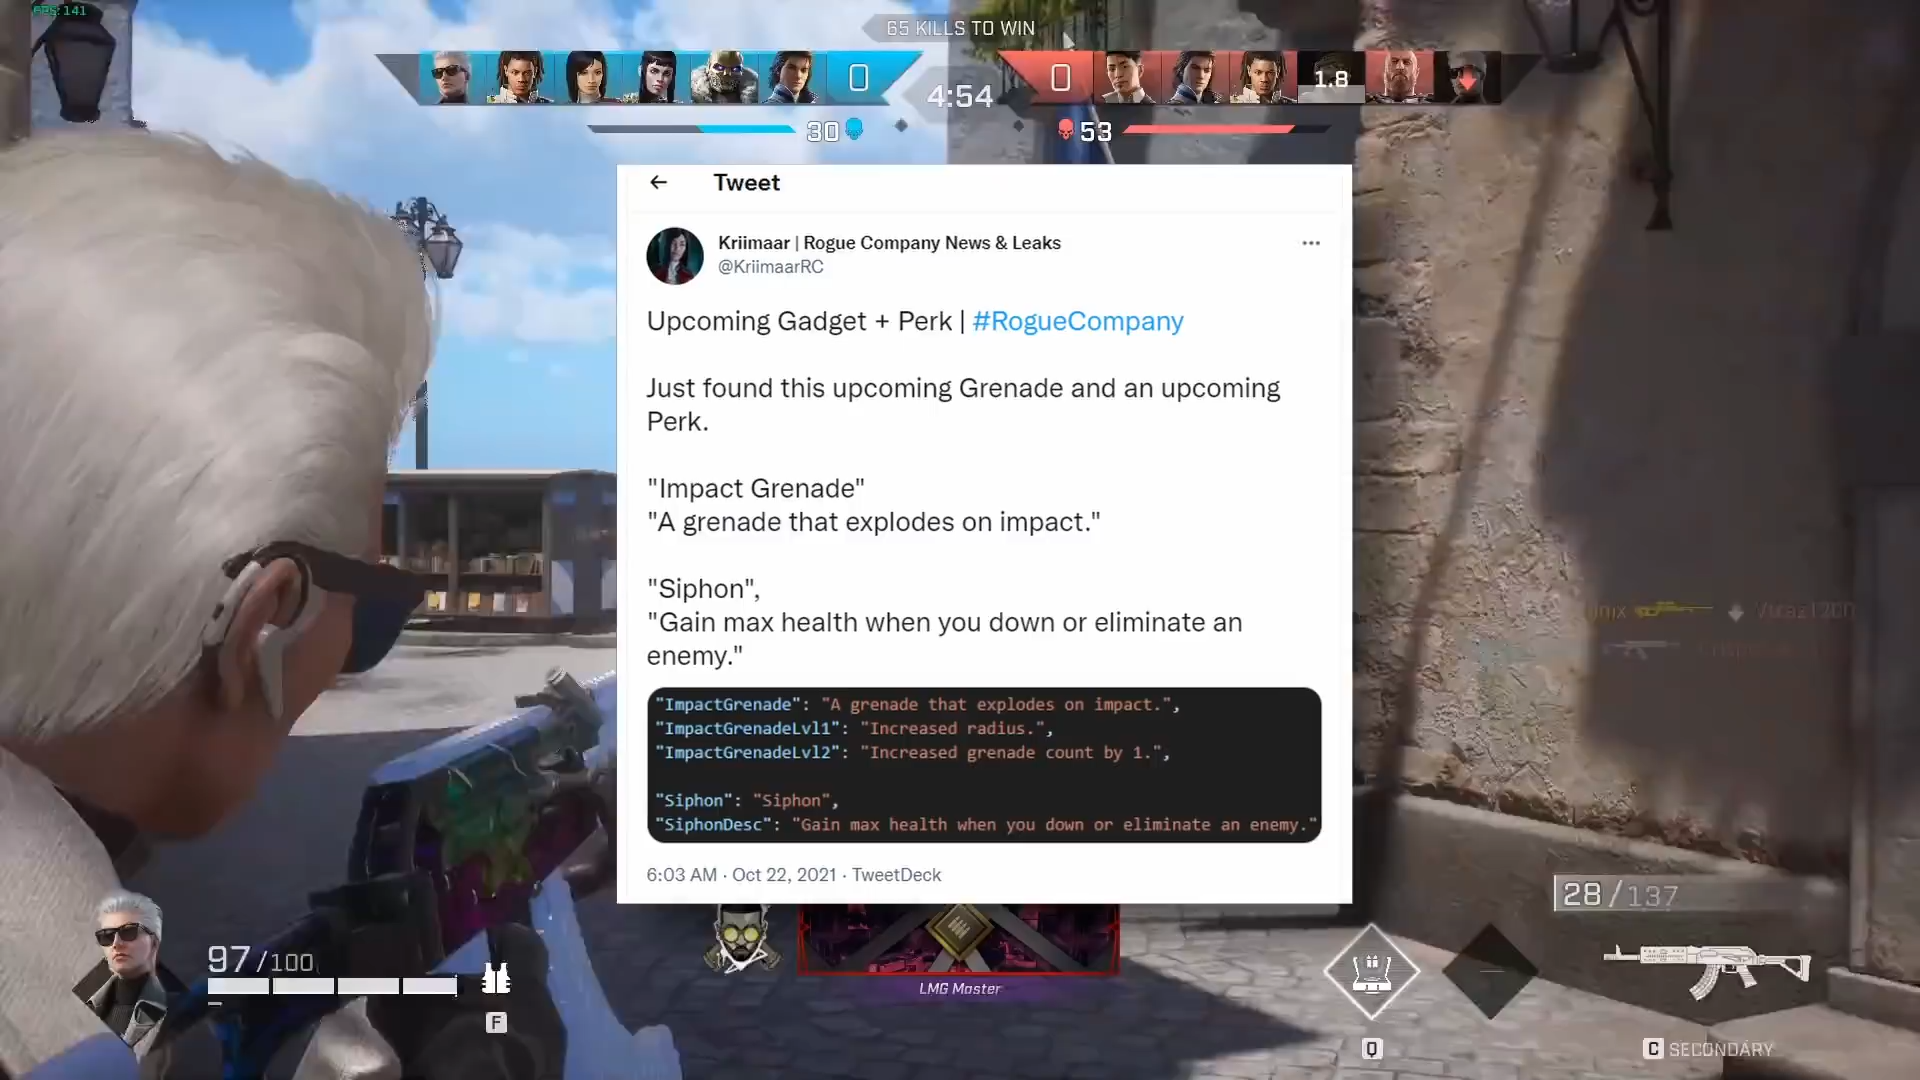 FPS: 141
65 KILLS TO WIN
0
4:54
0
1.8
30
53
Tweet
Kriimaar | Rogue Company News & Leaks
@KriimaarRC
Upcoming Gadget + Perk | #RogueCompany
Just found this upcoming Grenade and an upcoming
Perk.
"Impact Grenade"
"A grenade that explodes on impact."
"Siphon",
"Gain max health when you down or eliminate an
enemy."
"ImpactGrenade": "A grenade that explodes on impact.",
"ImpactGrenadeLvl1": "Increased radius.",
"ImpactGrenadeLvl2": "Increased grenade count by 1.",
"Siphon": "Siphon",
"SiphonDesc": "Gain max health when you down or eliminate an enemy."
6:03 AM · Oct 22, 2021 · TweetDeck
28/137
97/100
LMG Master
F
Q
C SECONDARY